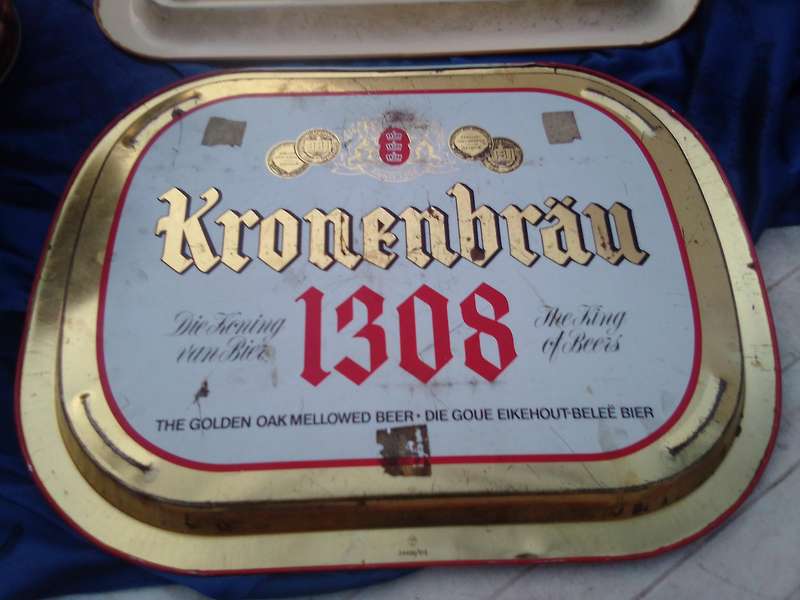 Kronenbräu
1308
Die Koning
van Bier
The King
of Beers
THE GOLDEN OAK MELLOWED BEER • DIE GOUE EIKEHOUT-BELEË BIER